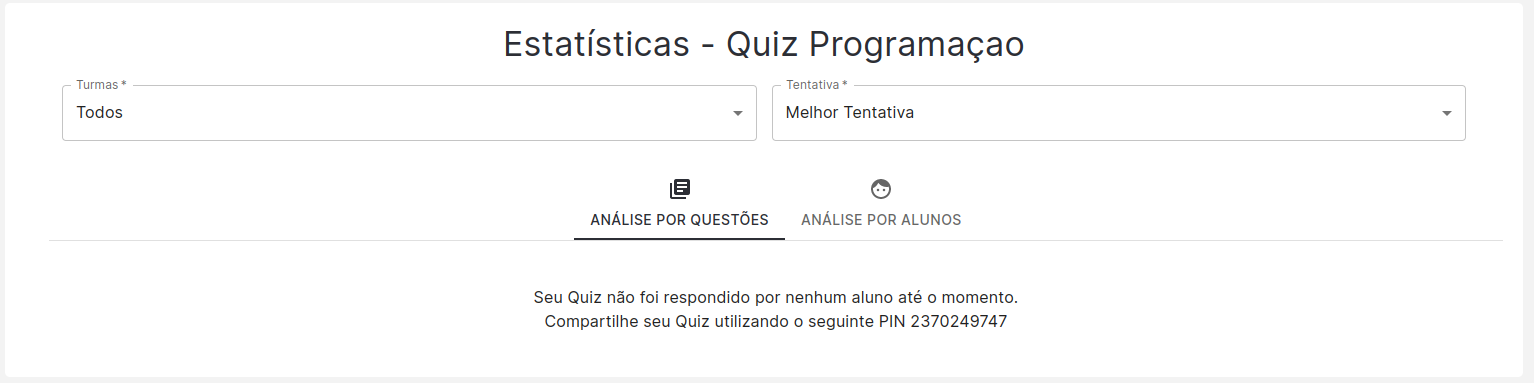 Estatísticas - Quiz Programaçao
Turmas *
Todos
Tentativa *
Melhor Tentativa
ANÁLISE POR QUESTÕES
ANÁLISE POR ALUNOS
Seu Quiz não foi respondido por nenhum aluno até o momento.
Compartilhe seu Quiz utilizando o seguinte PIN 2370249747